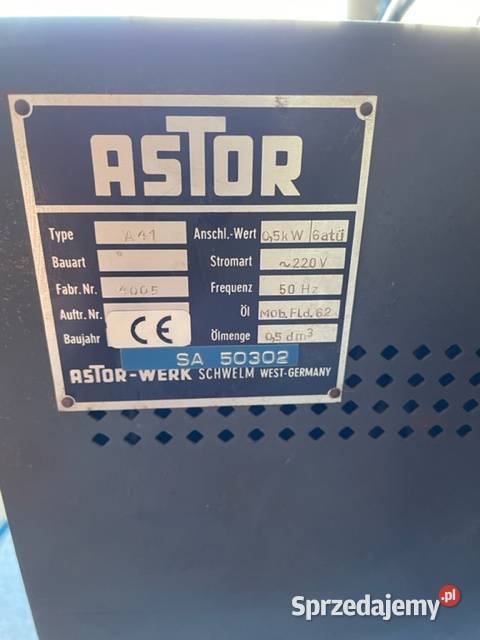 ASTOR
Type A41 Anschl.-Wert 0,5kW 6atü
Bauart Stromart ~220V
Fabr.Nr. 4005 Frequenz 50 Hz
Auftr.Nr. Öl Mob.Fld.62
Baujahr CE Ölmenge 0,5 dm³
SA 50302
ASTOR-WERK SCHWELM WEST-GERMANY
Sprzedajemy.pl